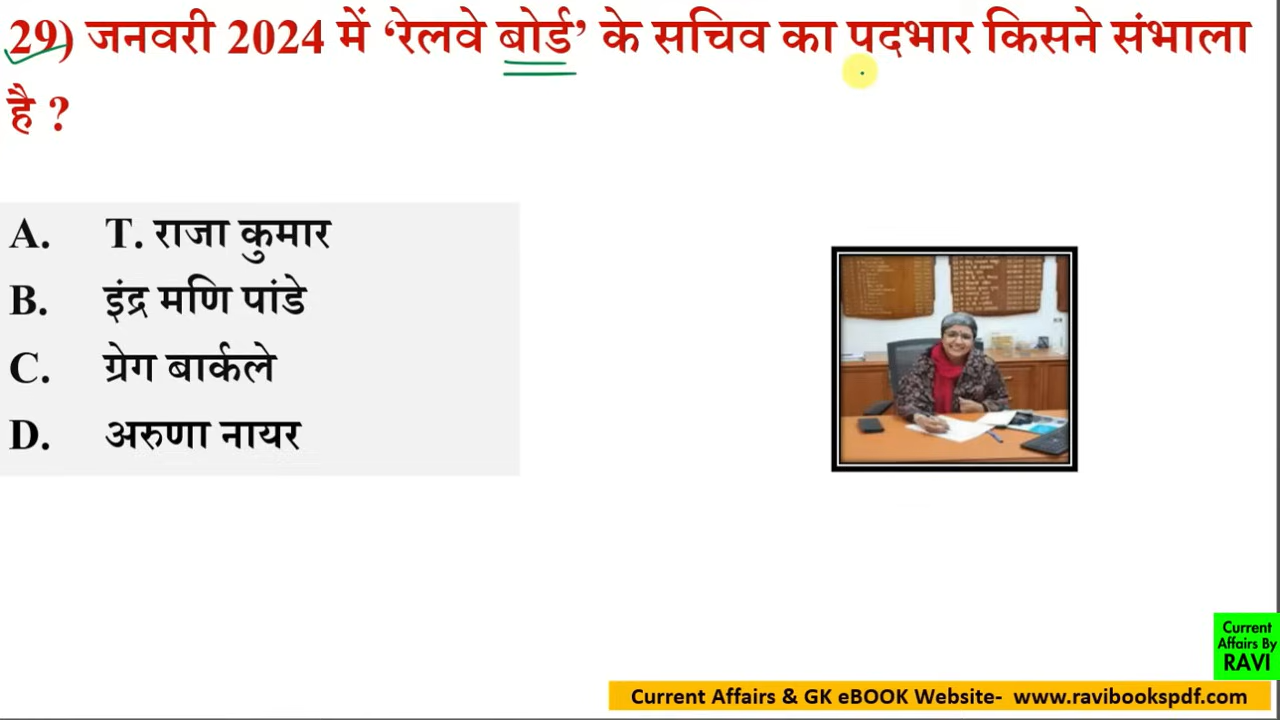 29) जनवरी 2024 में ‘रेलवे बोर्ड’ के सचिव का पदभार किसने संभाला
है ?
A. T. राजा कुमार
B. इंद्र मणि पांडे
C. ग्रेग बार्कले
D. अरुणा नायर
Current
Affairs By
RAVI
Current Affairs & GK eBOOK Website- www.ravibookspdf.com